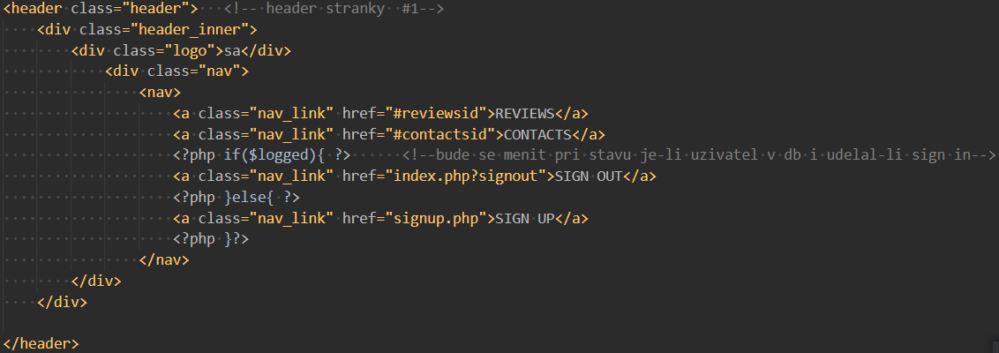 <header class="header">   <!-- header stranky  #1-->
    <div class="header_inner">
        <div class="logo">sa</div>
            <div class="nav">
                <nav>
                    <a class="nav_link" href="#reviewsid">REVIEWS</a>
                    <a class="nav_link" href="#contactsid">CONTACTS</a>
                    <?php if($logged){ ?>      <!--bude se menit pri stavu je-li uzivatel v db i udelal-li sign in-->
                    <a class="nav_link" href="index.php?signout">SIGN OUT</a>
                    <?php }else{ ?>
                    <a class="nav_link" href="signup.php">SIGN UP</a>
                    <?php }?>
                </nav>
        </div>
    </div>

</header>